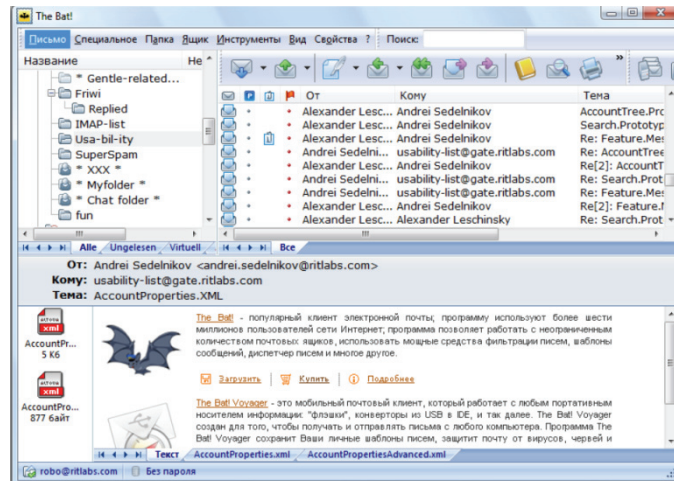 The Bat!
Письмо Специальное Папка Ящик Инструменты Вид Свойства ? Поиск:
Название Не
* Gentle-related...
Friwi
Replied
IMAP-list
Usa-bil-ity
SuperSpam
* XXX *
* Myfolder *
* Chat folder *
fun
Alle Ungelesen Virtuell
От Кому Тема
Alexander Lesc... Andrei Sedelnikov AccountTree.Prc
Alexander Lesc... Andrei Sedelnikov Search.Prototyp
Alexander Lesc... Andrei Sedelnikov Re: Feature.Mes
Andrei Sedelni... usability-list@gate.ritlabs.com Re: AccountTree
Alexander Lesc... Andrei Sedelnikov Re[2]: AccountT
Andrei Sedelni... usability-list@gate.ritlabs.com Re: Search.Prot
Andrei Sedelni... usability-list@gate.ritlabs.com Re: Feature.Mes
Alexander Lesc... Andrei Sedelnikov Re[2]: Feature.
Alexander Lesc... Alexander Leschinsky Re: Search.Prot
Все
От: Andrei Sedelnikov <andrei.sedelnikov@ritlabs.com>
Кому: usability-list@gate.ritlabs.com
Тема: AccountProperties.XML
xml
AccountPr...
5 Кб
xml
AccountPro...
877 байт
The Bat! - популярный клиент электронной почты; программу используют более шести
миллионов пользователей сети Интернет; программа позволяет работать с неограниченным
количеством почтовых ящиков, использовать мощные средства фильтрации писем, шаблоны
сообщений, диспетчер писем и многое другое.
Загрузить | Купить | Подробнее
The Bat! Voyager - это мобильный почтовый клиент, который работает с любым портативным
носителем информации: "флэшки", конверторы из USB в IDE, и так далее. The Bat! Voyager
создан для того, чтобы получать и отправлять письма с любого компьютера. Программа The
Bat! Voyager сохранит Ваши личные шаблоны писем, защитит почту от вирусов, червей и
Текст AccountProperties.xml AccountPropertiesAdvanced.xml
robo@ritlabs.com Без пароля